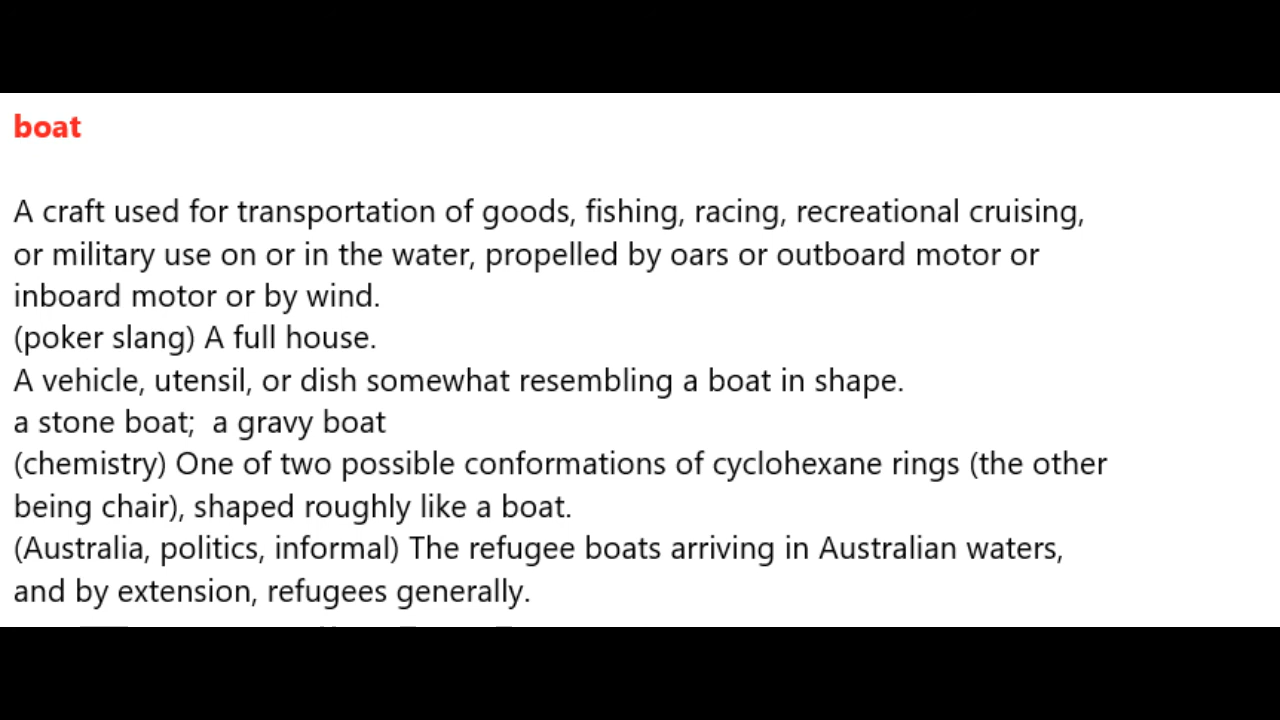 boat
A craft used for transportation of goods, fishing, racing, recreational cruising,
or military use on or in the water, propelled by oars or outboard motor or
inboard motor or by wind.
(poker slang) A full house.
A vehicle, utensil, or dish somewhat resembling a boat in shape.
a stone boat;  a gravy boat
(chemistry) One of two possible conformations of cyclohexane rings (the other
being chair), shaped roughly like a boat.
(Australia, politics, informal) The refugee boats arriving in Australian waters,
and by extension, refugees generally.